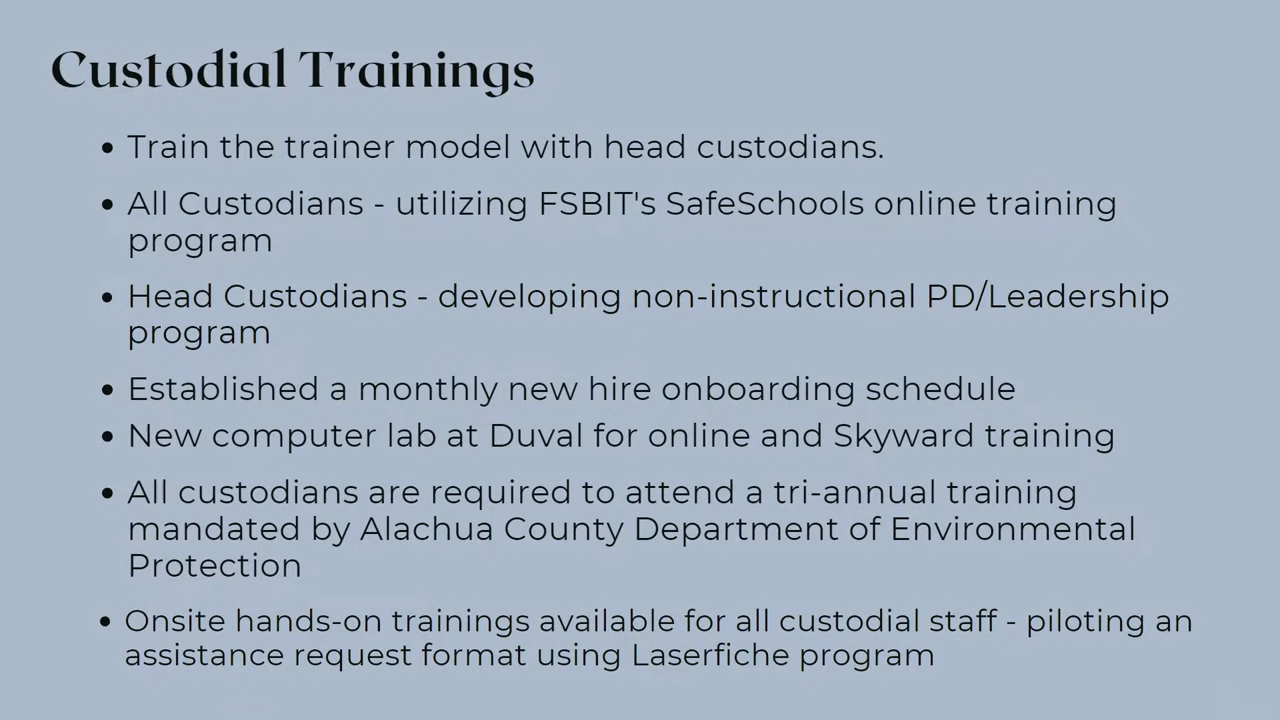 Custodial Trainings
• Train the trainer model with head custodians.
• All Custodians - utilizing FSBIT's SafeSchools online training
program
• Head Custodians - developing non-instructional PD/Leadership
program
• Established a monthly new hire onboarding schedule
• New computer lab at Duval for online and Skyward training
• All custodians are required to attend a tri-annual training
mandated by Alachua County Department of Environmental
Protection
• Onsite hands-on trainings available for all custodial staff - piloting an
assistance request format using Laserfiche program